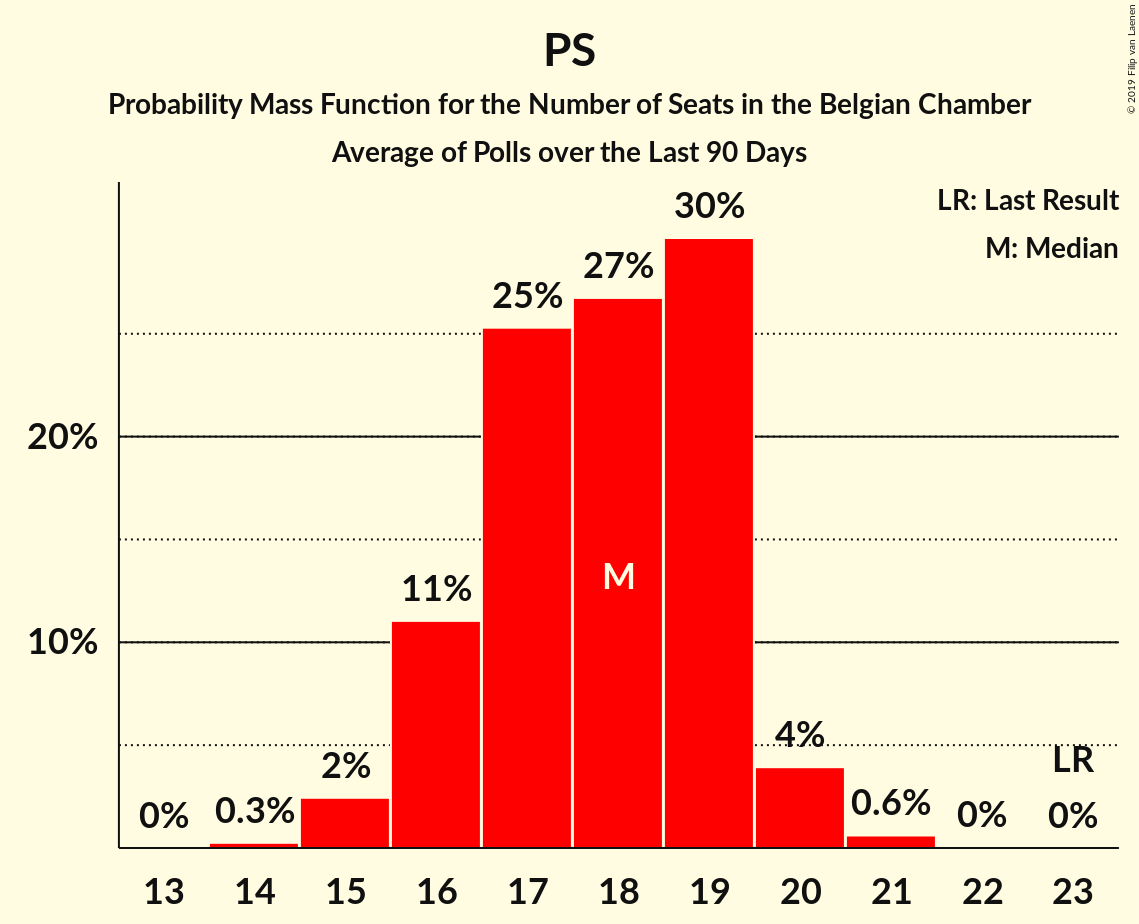 PS
Probability Mass Function for the Number of Seats in the Belgian Chamber
Average of Polls over the Last 90 Days
© 2019 Filip van Laenen
LR: Last Result
M: Median
30%
27%
25%
20%
M
11%
10%
4%
2%
LR
0%
0.3%
0.6%
0%
0%
13 14 15 16 17 18 19 20 21 22 23